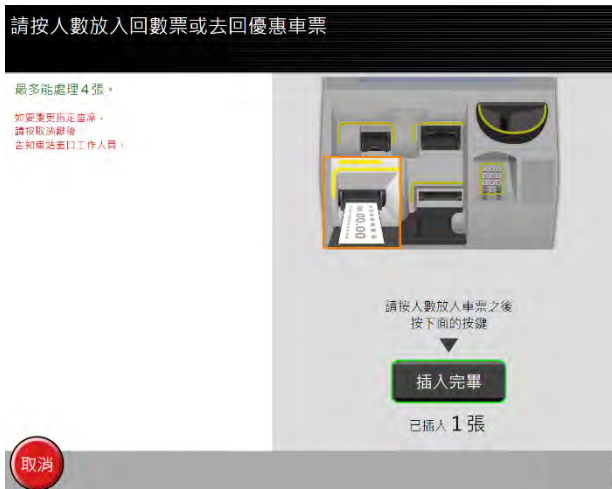 請按人數放入回數票或去回優惠車票
最多能處理4張。
如要變更指定座席，
請按取消鍵後
告知車站窗口工作人員。
請按人數放入車票之後
按下面的按鍵
插入完畢
已插入 1 張
取消